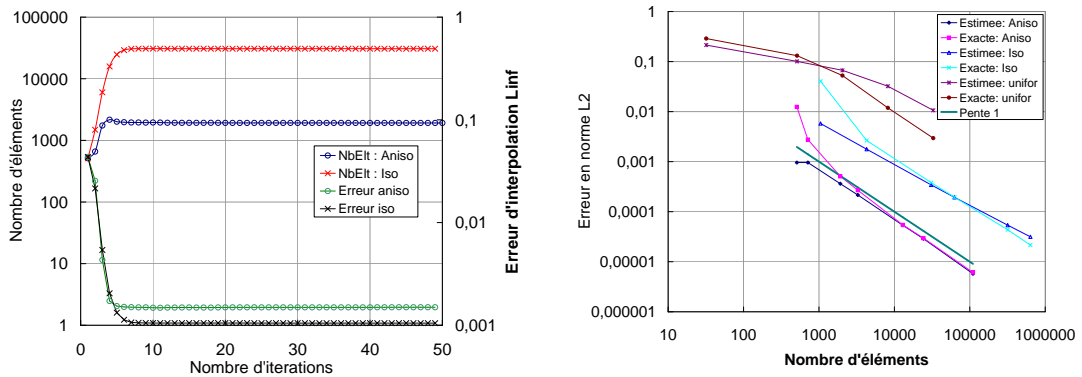 100000
10000
1000
100
10
1
Nombre d'éléments
0
10
20
30
40
50
Nombre d'iterations
1
0,1
0,01
0,001
Erreur d'interpolation Linf
NbElt : Aniso
NbElt : Iso
Erreur aniso
Erreur iso
1
0,1
0,01
0,001
0,0001
0,00001
0,000001
Erreur en norme L2
10
100
1000
10000
100000
1000000
Nombre d'éléments
Estimee: Aniso
Exacte: Aniso
Estimee: Iso
Exacte: Iso
Estimee: unifor
Exacte: unifor
Pente 1